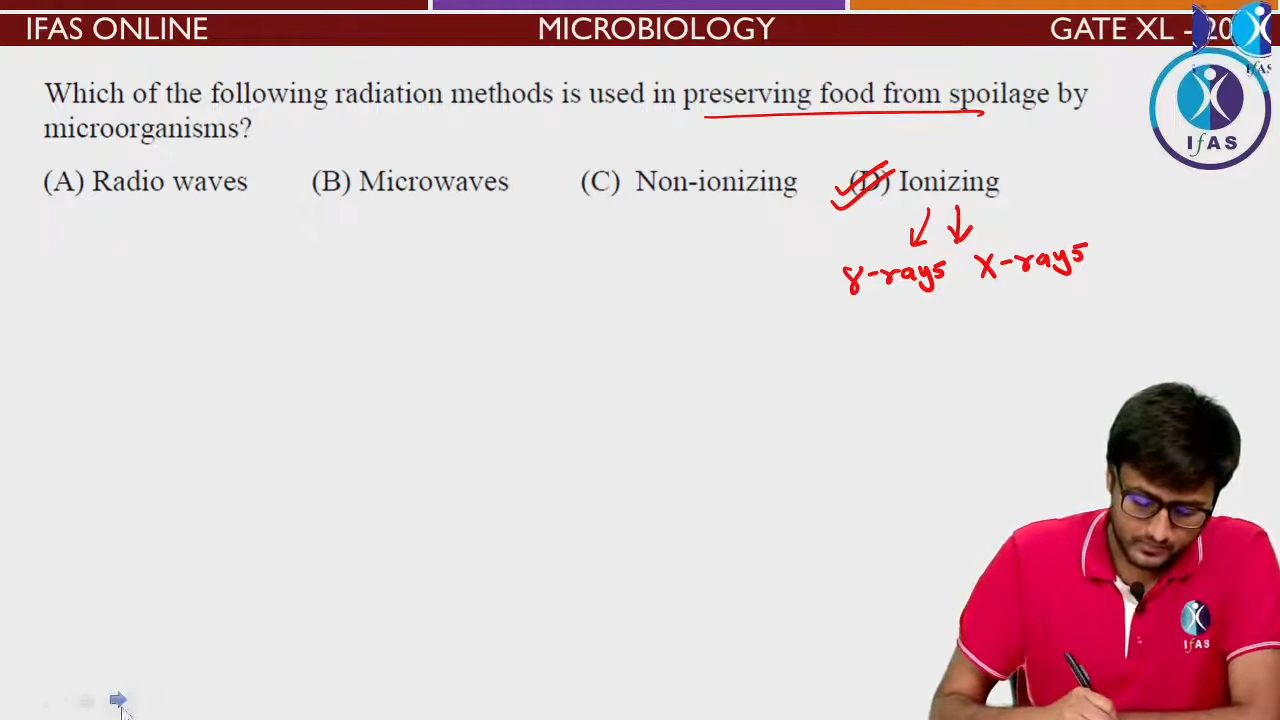 IFAS ONLINE MICROBIOLOGY GATE XL - 20
IfAS
IfAS
Which of the following radiation methods is used in preserving food from spoilage by
microorganisms?
(A) Radio waves (B) Microwaves (C) Non-ionizing (D) Ionizing
γ-rays X-rays
IfAS